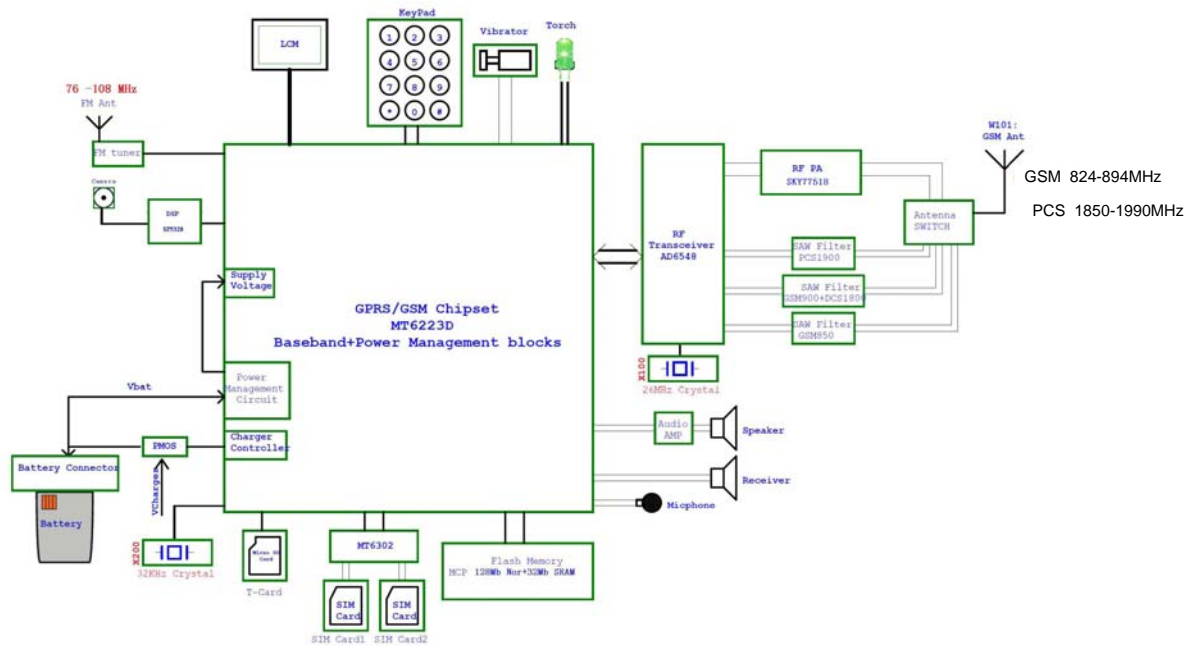 KeyPad
LCM
1 2 3
4 5 6
7 8 9
* 0 #
Vibrator
Torch
76 -108 MHz
FM Ant
FM tuner
Camera
DSP
Supply
Voltage
GPRS/GSM Chipset
MT6223D
Baseband+Power Management blocks
Power
Management
Circuit
Vbat
Charger
Controller
PMOS
VCharger
Battery Connector
Battery
X200
32KHz Crystal
Micro SD
Card
T-Card
MT6302
SIM
Card
SIM
Card
SIM Card1
SIM Card2
Flash Memory
MCP 128Mb Nor+32Mb SRAM
RF
Transceiver
AD6548
X100
26MHz Crystal
RF PA
SKY77518
SAW Filter
PCS1900
SAW Filter
GSM900+DCS1800
SAW Filter
GSM850
Antenna
SWITCH
W101:
GSM Ant
GSM 824-894MHz
PCS 1850-1990MHz
Audio
AMP
Speaker
Receiver
Micphone